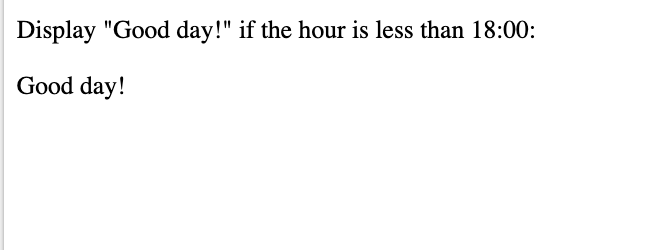 Display "Good day!" if the hour is less than 18:00:
Good day!